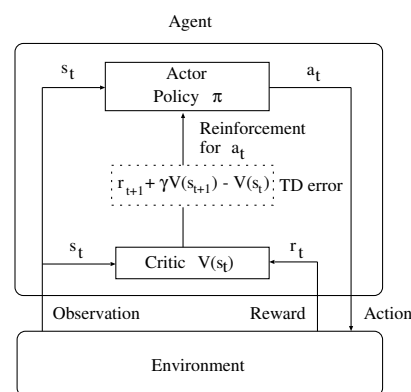 Agent
s_t
Actor
Policy π
a_t
Reinforcement
for a_t
r_{t+1} + γV(s_{t+1}) - V(s_t)
TD error
s_t
Critic V(s_t)
r_t
Observation
Reward
Action
Environment